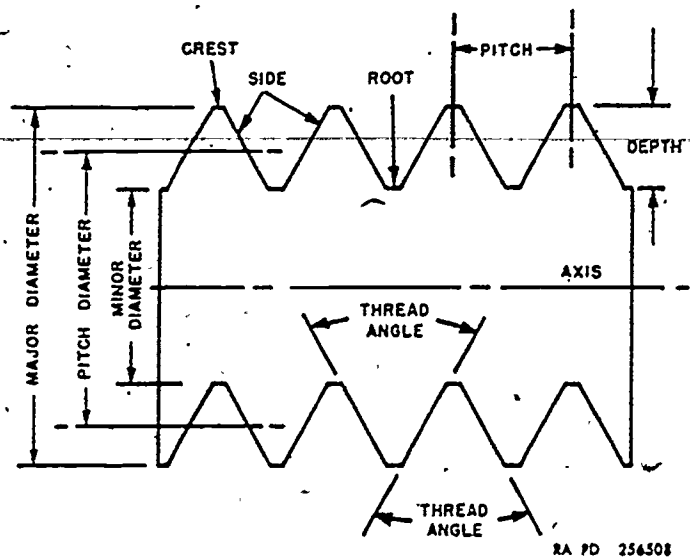 CREST
SIDE
ROOT
PITCH
DEPTH
MAJOR DIAMETER
PITCH DIAMETER
MINOR
DIAMETER
AXIS
THREAD
ANGLE
THREAD
ANGLE
RA PD 256508